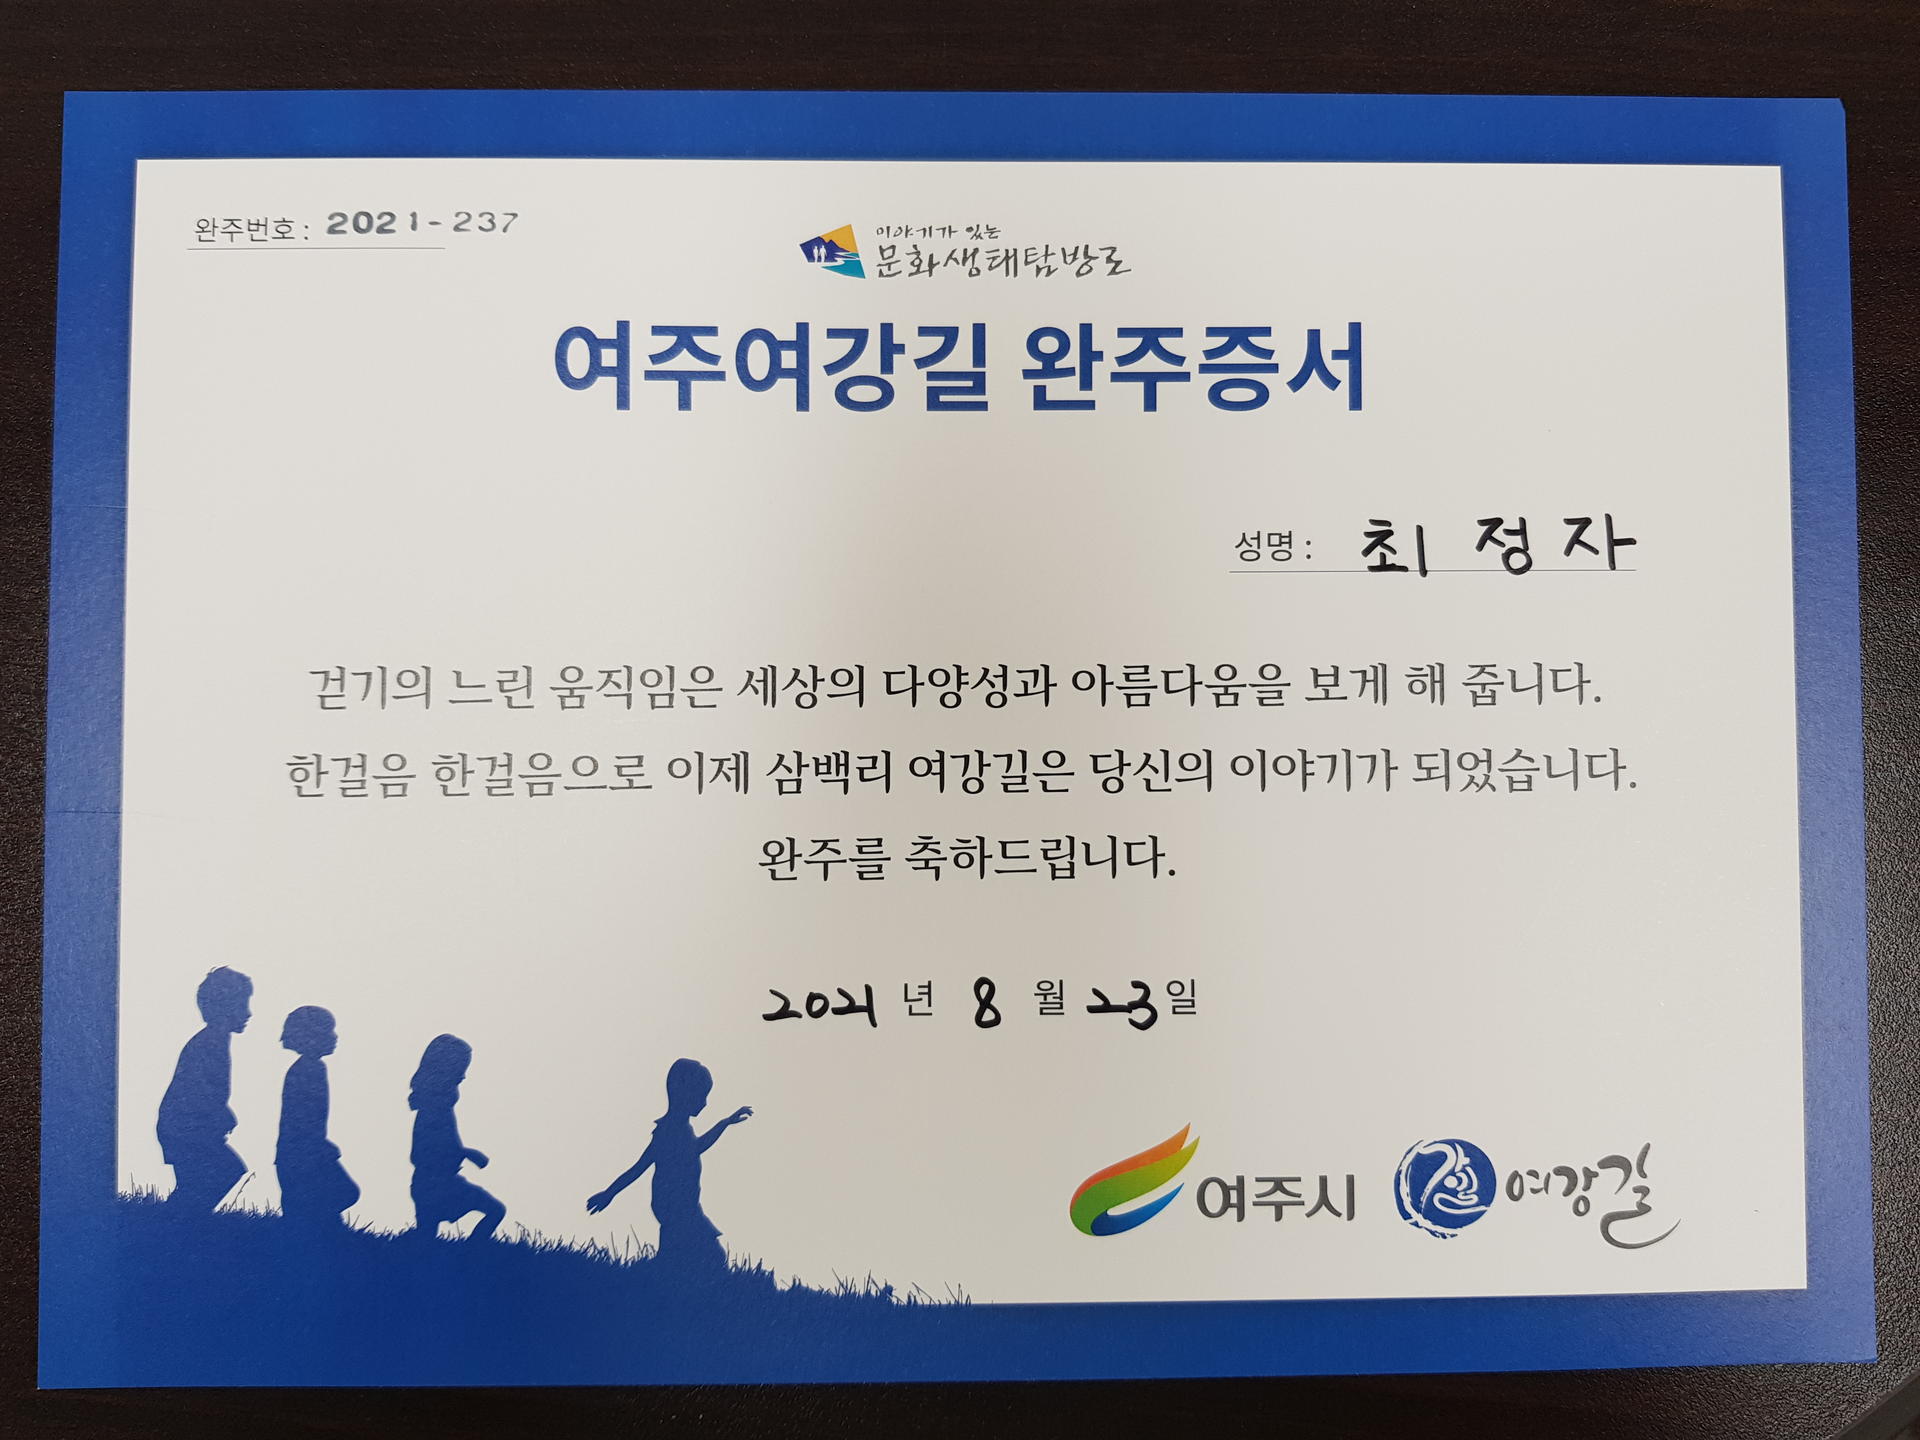 완주번호 : 2021-237
이야기가 있는
문화생태탐방로
여주여강길 완주증서
성명 : 최 정 자
걷기의 느린 움직임은 세상의 다양성과 아름다움을 보게 해 줍니다.
한걸음 한걸음으로 이제 삼백리 여강길은 당신의 이야기가 되었습니다.
완주를 축하드립니다.
2021 년 8 월 23 일
여주시
강길 여강길